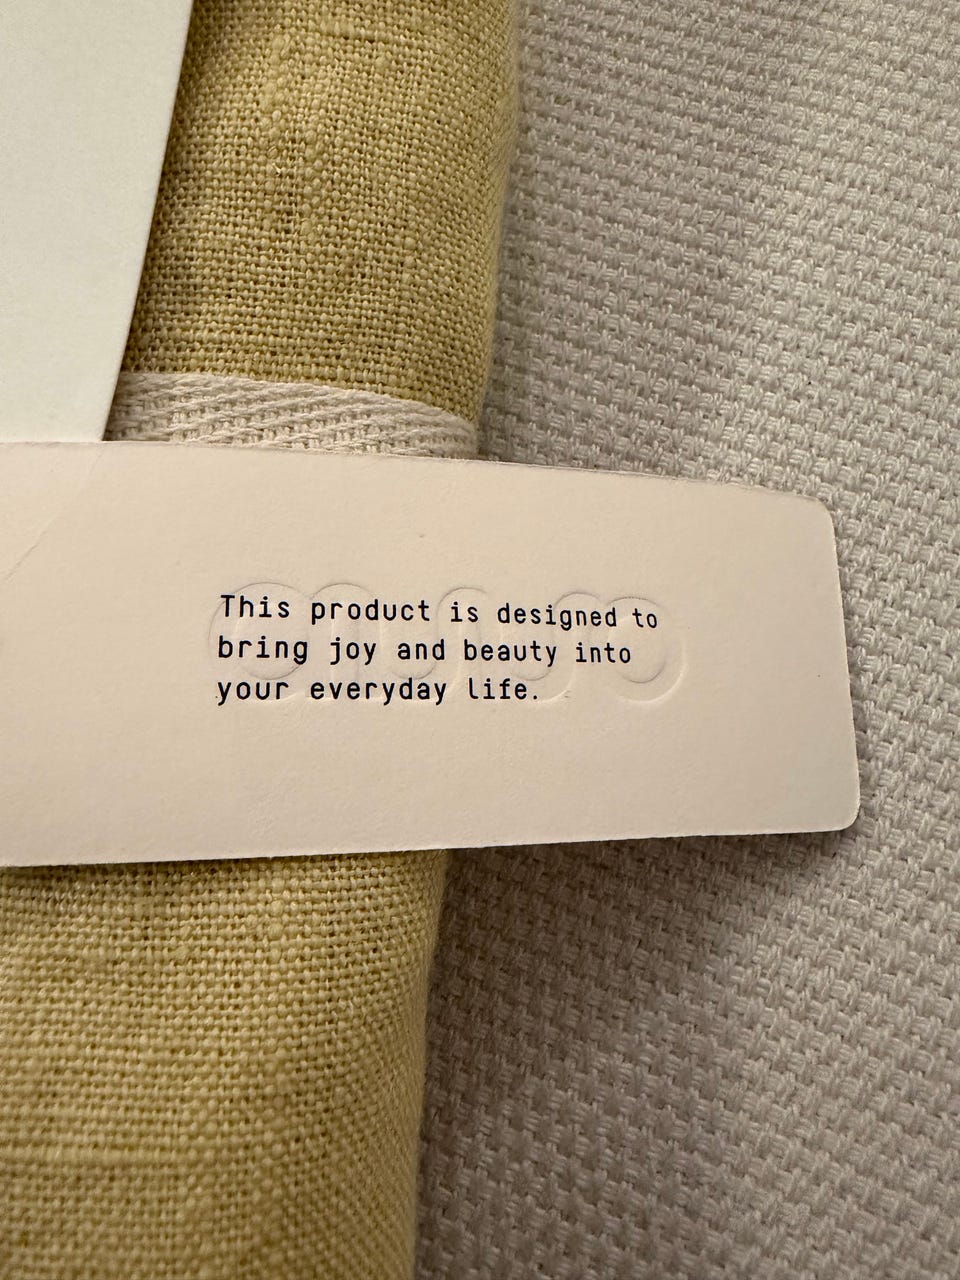 This product is designed to
bring joy and beauty into
your everyday life.